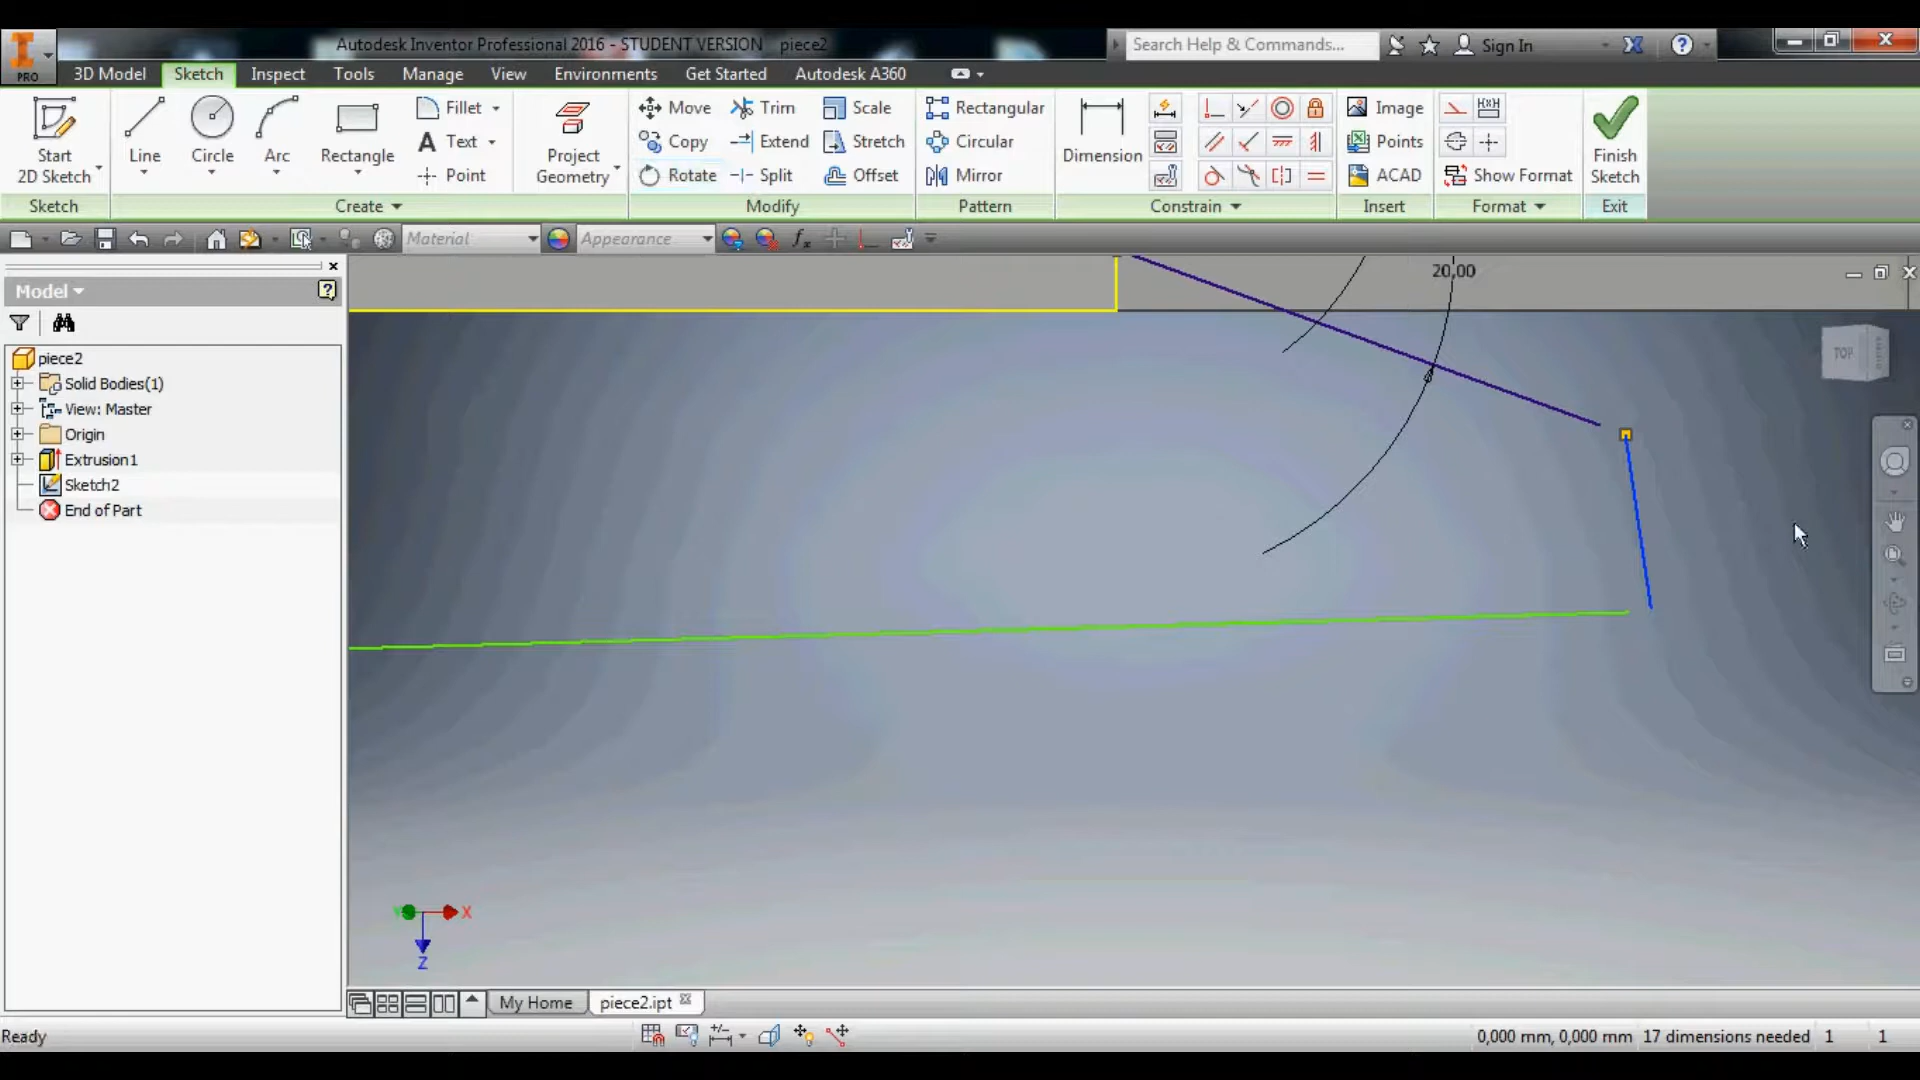 Autodesk Inventor Professional 2016 - STUDENT VERSION piece2
Search Help & Commands...
Sign In
PRO
3D Model
Sketch
Inspect
Tools
Manage
View
Environments
Get Started
Autodesk A360
Start
2D Sketch
Line
Circle
Arc
Rectangle
Fillet
Text
Point
Project
Geometry
Move
Copy
Rotate
Trim
Extend
Split
Scale
Stretch
Offset
Rectangular
Circular
Mirror
Dimension
Image
Points
ACAD
Show Format
Finish
Sketch
Sketch
Create
Modify
Pattern
Constrain
Insert
Format
Exit
Material
Appearance
fx
Model
piece2
Solid Bodies(1)
View: Master
Origin
Extrusion1
Sketch2
End of Part
20,00
TOP
X
Z
My Home
piece2.ipt
Ready
0,000 mm, 0,000 mm
17 dimensions needed
1
1